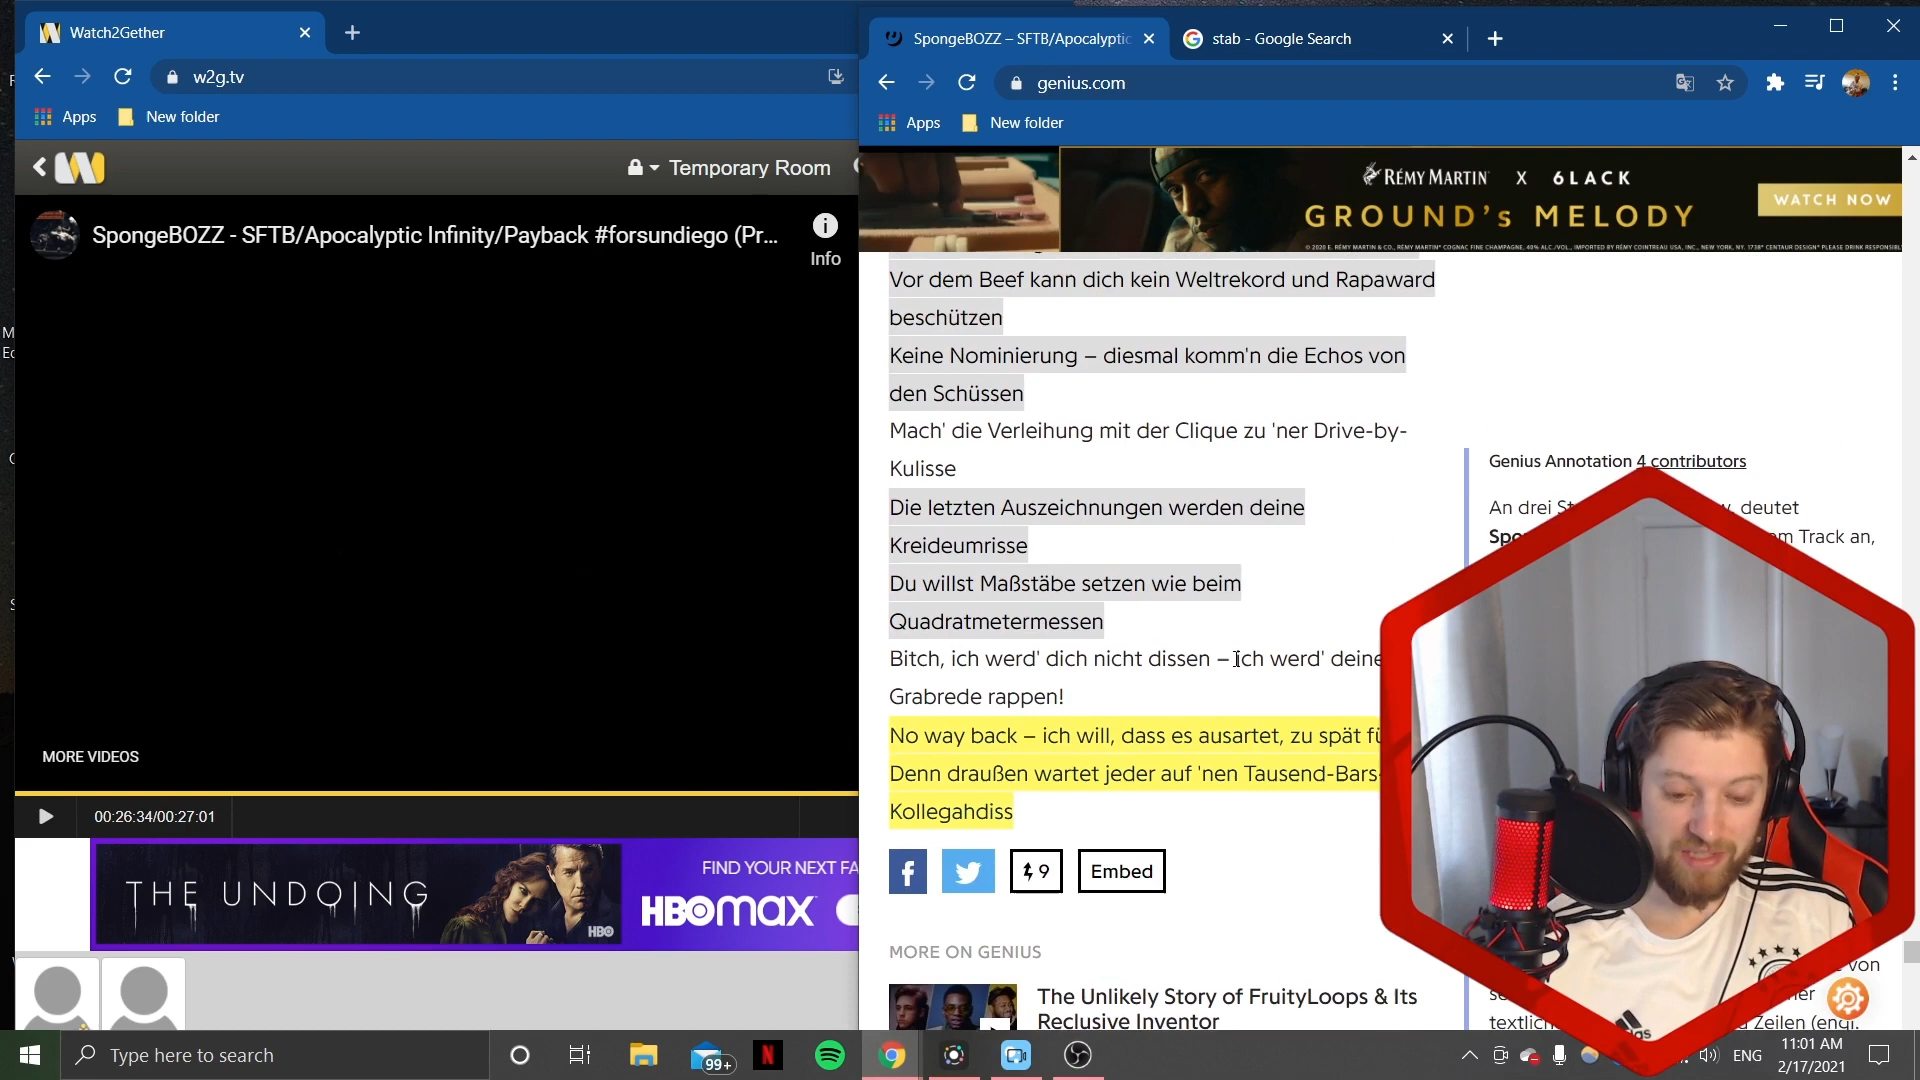 Watch2Gether
w2g.tv
Apps
New folder
Temporary Room
SpongeBOZZ - SFTB/Apocalyptic Infinity/Payback #forsundiego (Pr...
Info
MORE VIDEOS
00:26:34/00:27:01
THE UNDOING
HBO
FIND YOUR NEXT FA
HBOmax
SpongeBOZZ – SFTB/Apocalyptic
stab - Google Search
genius.com
Apps
New folder
RÉMY MARTIN X 6LACK
GROUND's MELODY
WATCH NOW
Vor dem Beef kann dich kein Weltrekord und Rapaward
beschützen
Keine Nominierung – diesmal komm'n die Echos von
den Schüssen
Mach' die Verleihung mit der Clique zu 'ner Drive-by-
Kulisse
Die letzten Auszeichnungen werden deine
Kreideumrisse
Du willst Maßstäbe setzen wie beim
Quadratmetermessen
Bitch, ich werd' dich nicht dissen – ich werd' deine
Grabrede rappen!
No way back – ich will, dass es ausartet, zu spät fü
Denn draußen wartet jeder auf 'nen Tausend-Bars-
Kollegahdiss
9
Embed
MORE ON GENIUS
The Unlikely Story of FruityLoops & Its
Reclusive Inventor
Genius Annotation 4 contributors
An drei St
deutet
Spo
m Track an,
von
textlich
Zeilen (engl.
Type here to search
99+
ENG
11:01 AM
2/17/2021